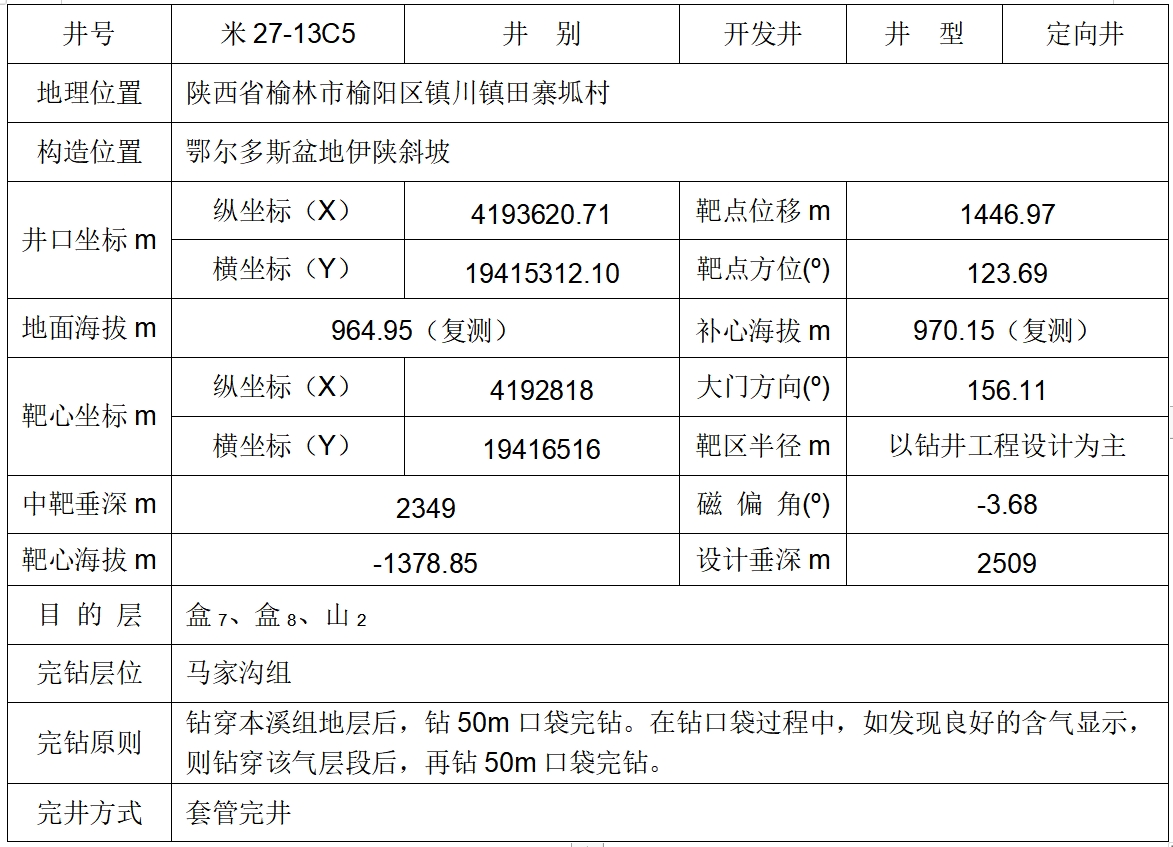 井号 米 27-13C5 井 别 开发井 井 型 定向井
地理位置 陕西省榆林市榆阳区镇川镇田寨坬村
构造位置 鄂尔多斯盆地伊陕斜坡
井口坐标 m 纵坐标（X） 4193620.71 靶点位移 m 1446.97
横坐标（Y） 19415312.10 靶点方位(º) 123.69
地面海拔 m 964.95（复测） 补心海拔 m 970.15（复测）
靶心坐标 m 纵坐标（X） 4192818 大门方向(º) 156.11
横坐标（Y） 19416516 靶区半径 m 以钻井工程设计为主
中靶垂深 m 2349 磁 偏 角(º) -3.68
靶心海拔 m -1378.85 设计垂深 m 2509
目 的 层 盒 7、盒 8、山 2
完钻层位 马家沟组
完钻原则 钻穿本溪组地层后，钻 50m 口袋完钻。在钻口袋过程中，如发现良好的含气显示，
则钻穿该气层段后，再钻 50m 口袋完钻。
完井方式 套管完井